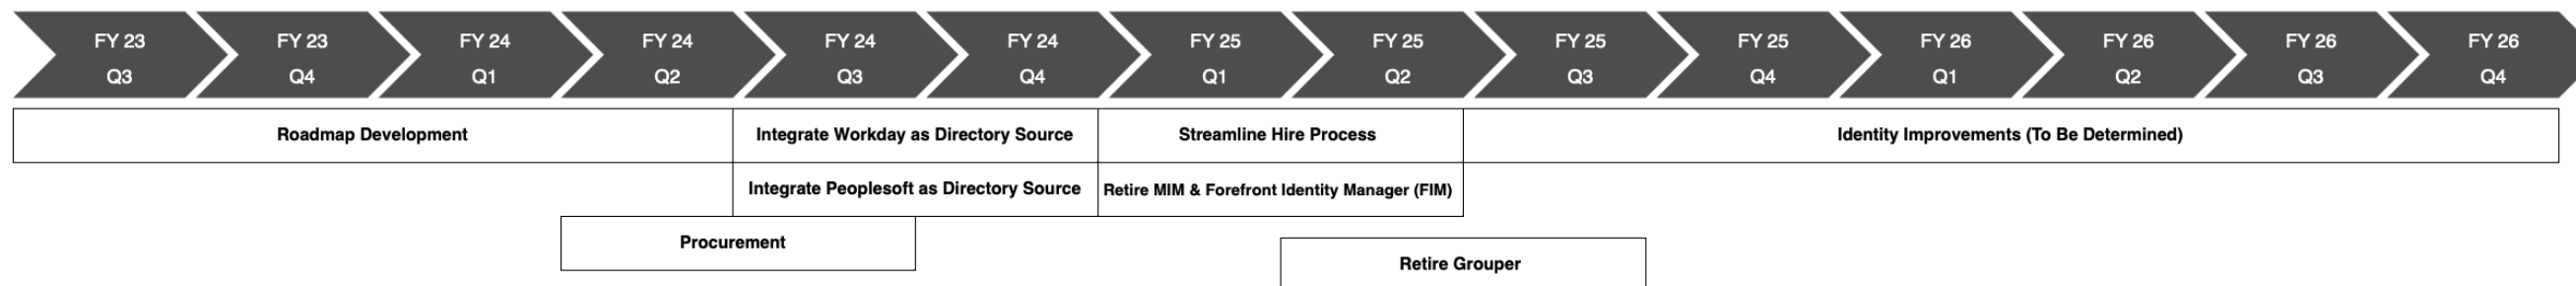 FY 23
Q3
FY 23
Q4
FY 24
Q1
FY 24
Q2
FY 24
Q3
FY 24
Q4
FY 25
Q1
FY 25
Q2
FY 25
Q3
FY 25
Q4
FY 26
Q1
FY 26
Q2
FY 26
Q3
FY 26
Q4
Roadmap Development
Integrate Workday as Directory Source
Streamline Hire Process
Identity Improvements (To Be Determined)
Integrate Peoplesoft as Directory Source
Retire MIM & Forefront Identity Manager (FIM)
Procurement
Retire Grouper